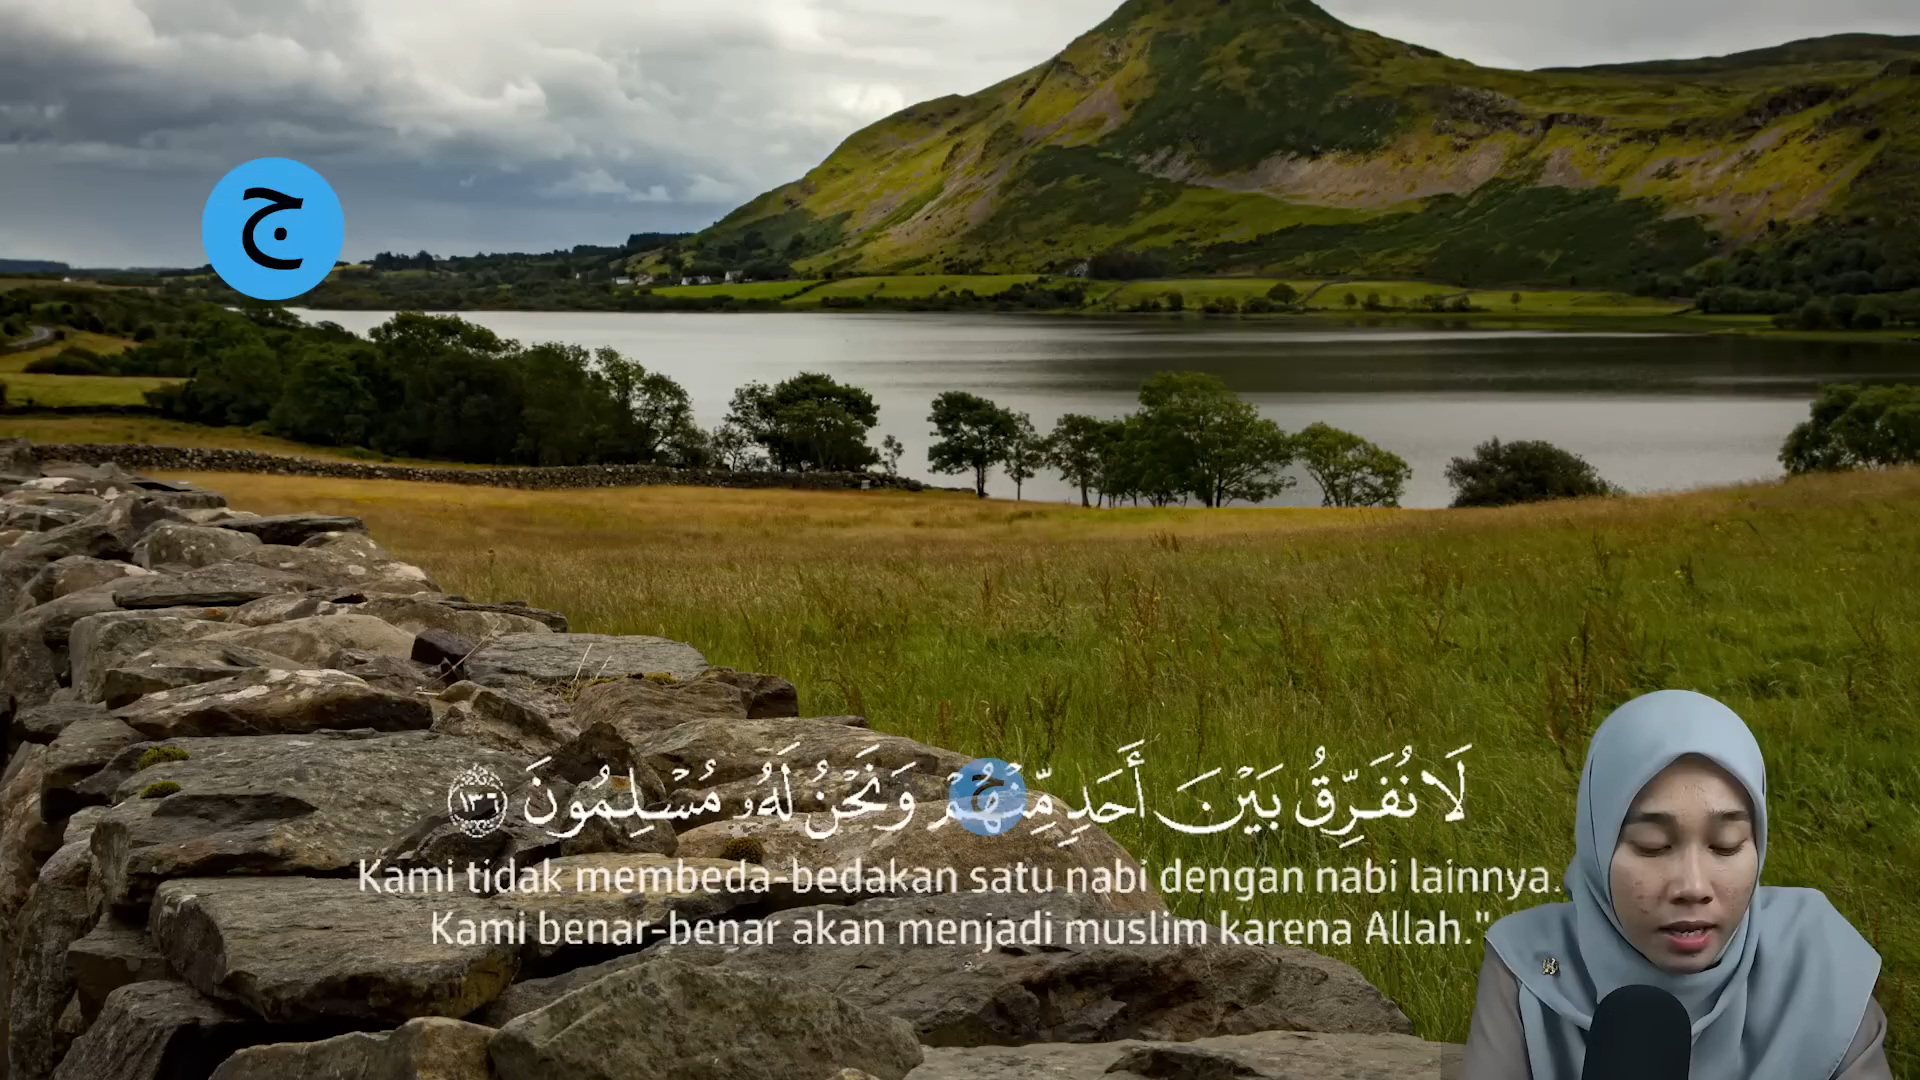 ج
لَا نُفَرِّقُ بَيْنَ أَحَدٍ مِّنْهُمْ وَنَحْنُ لَهُۥ مُسْلِمُونَ ١٣٦
ج
Kami tidak membeda-bedakan satu nabi dengan nabi lainnya.
Kami benar-benar akan menjadi muslim karena Allah."